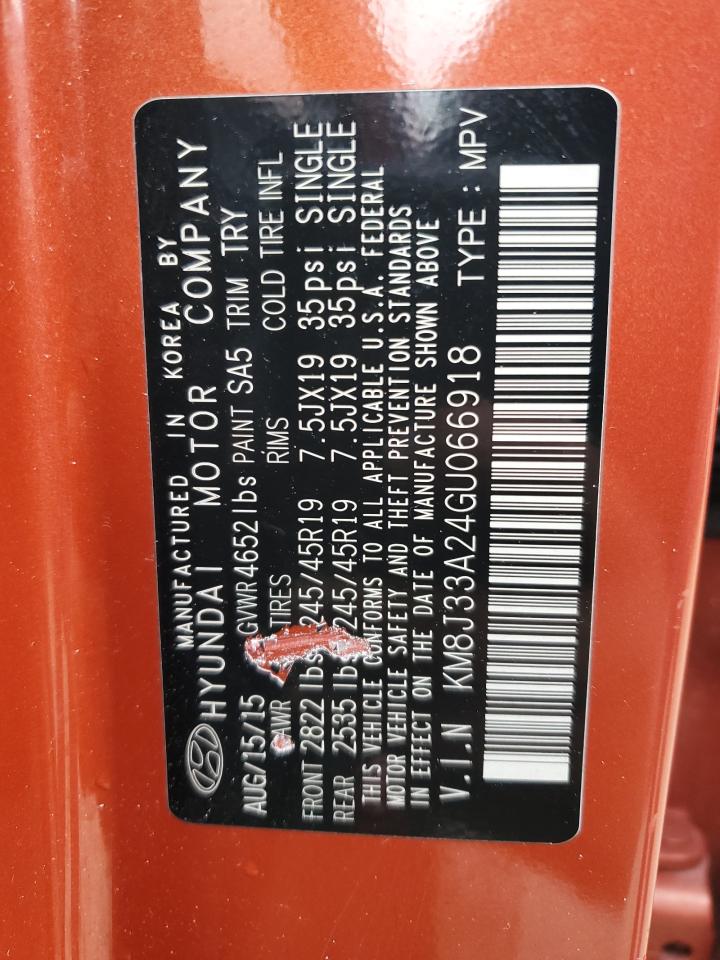 MANUFACTURED IN KOREA BY
HYUNDAI MOTOR COMPANY
AUG/15/15 GVWR 4652 lbs PAINT SA5 TRIM TRY
GAWR TIRES RIMS COLD TIRE INFL
FRONT 2822 lbs 245/45R19 7.5JX19 35psi SINGLE
REAR 2535 lbs 245/45R19 7.5JX19 35psi SINGLE
THIS VEHICLE CONFORMS TO ALL APPLICABLE U.S.A. FEDERAL
MOTOR VEHICLE SAFETY AND THEFT PREVENTION STANDARDS
IN EFFECT ON THE DATE OF MANUFACTURE SHOWN ABOVE
V.I.N KM8J33A24GU066918 TYPE : MPV